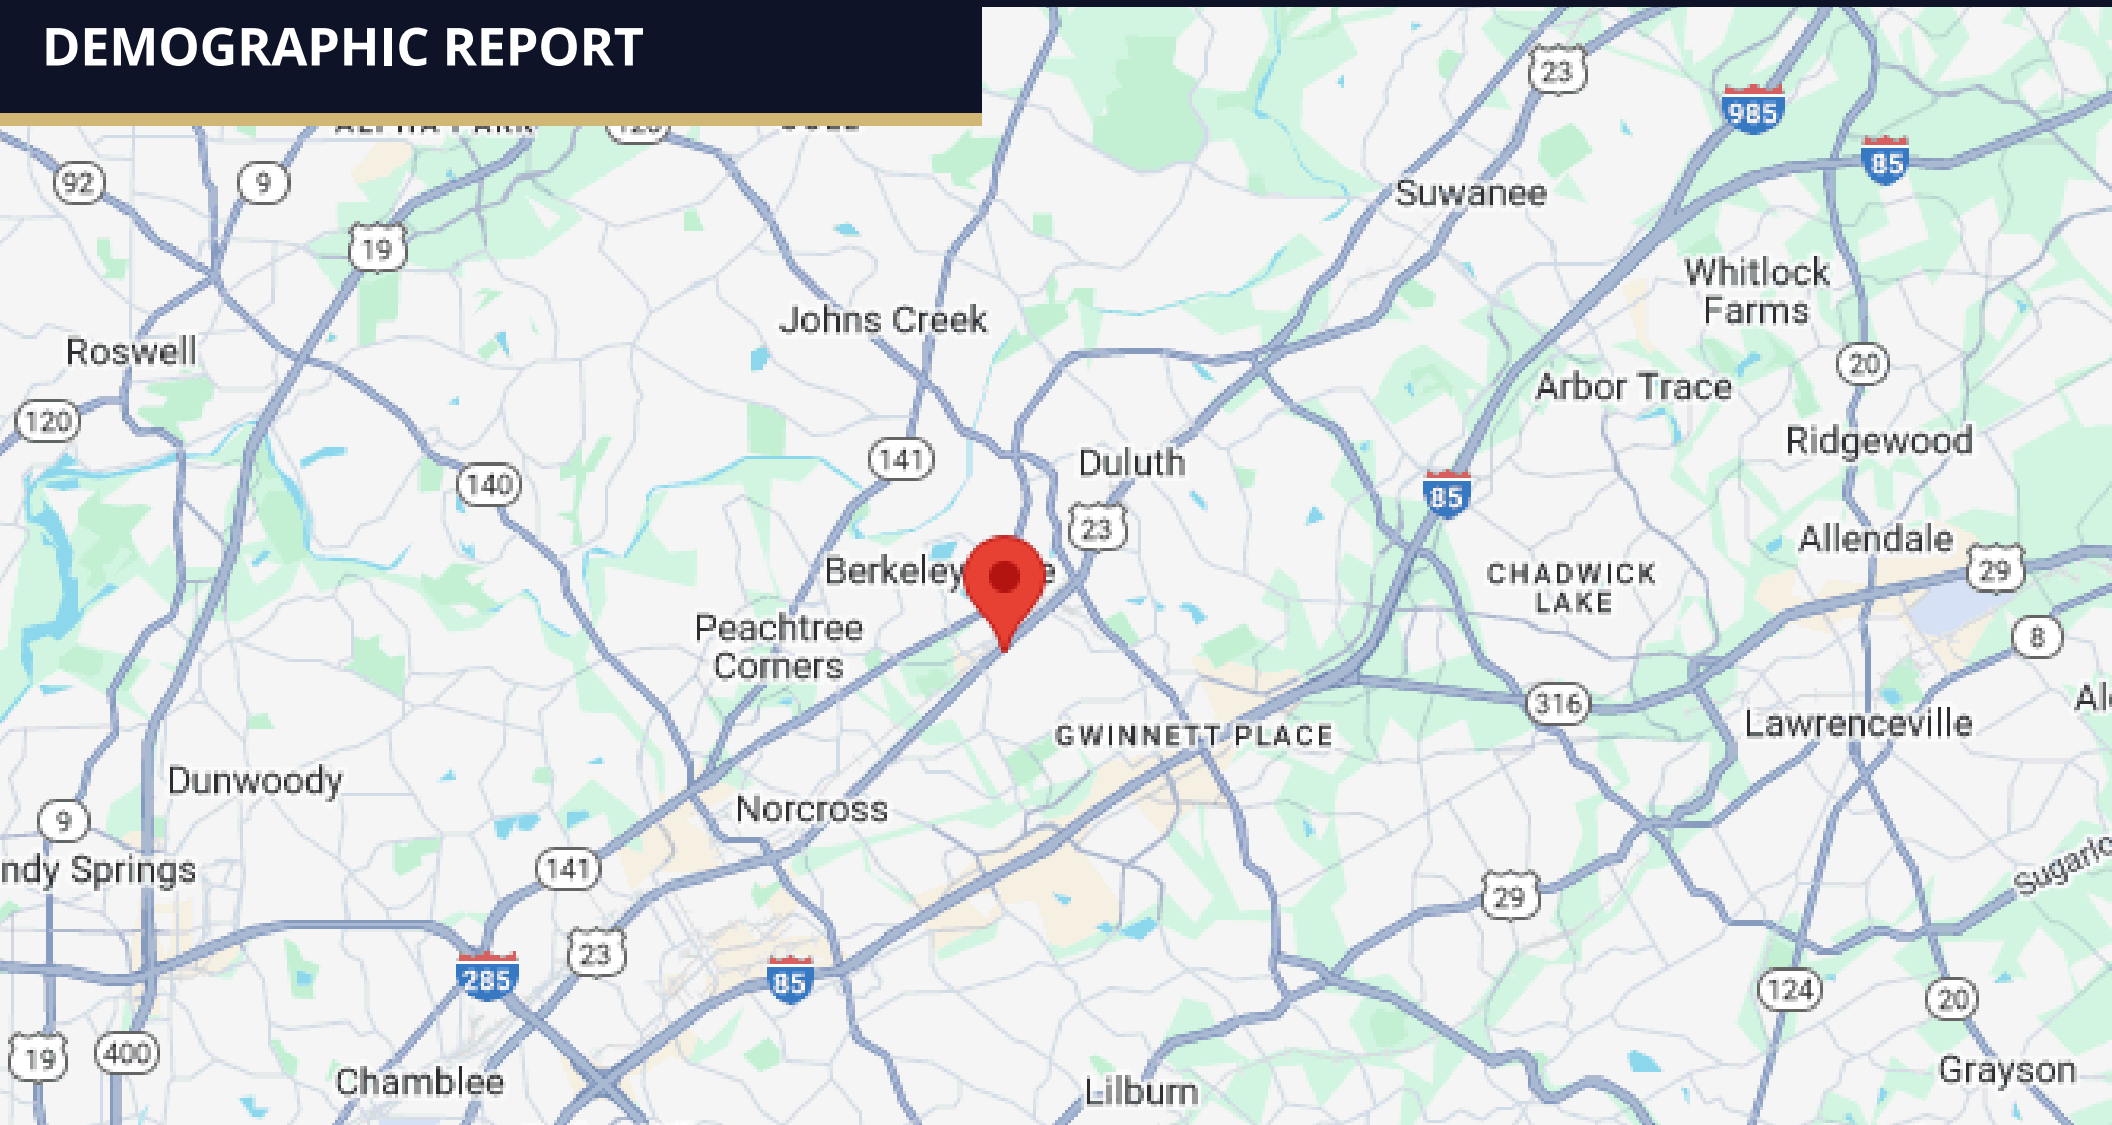 DEMOGRAPHIC REPORT
23
985
85
92
9
19
Suwanee
Whitlock
Farms
Johns Creek
Roswell
20
Arbor Trace
120
Ridgewood
141
Duluth
140
85
23
Allendale
29
Berkeley
CHADWICK
LAKE
Peachtree
Corners
8
316
Lawrenceville
GWINNETT PLACE
Dunwoody
Norcross
9
ndy Springs
141
29
23
285
85
124
20
19
400
Chamblee
Lilburn
Grayson